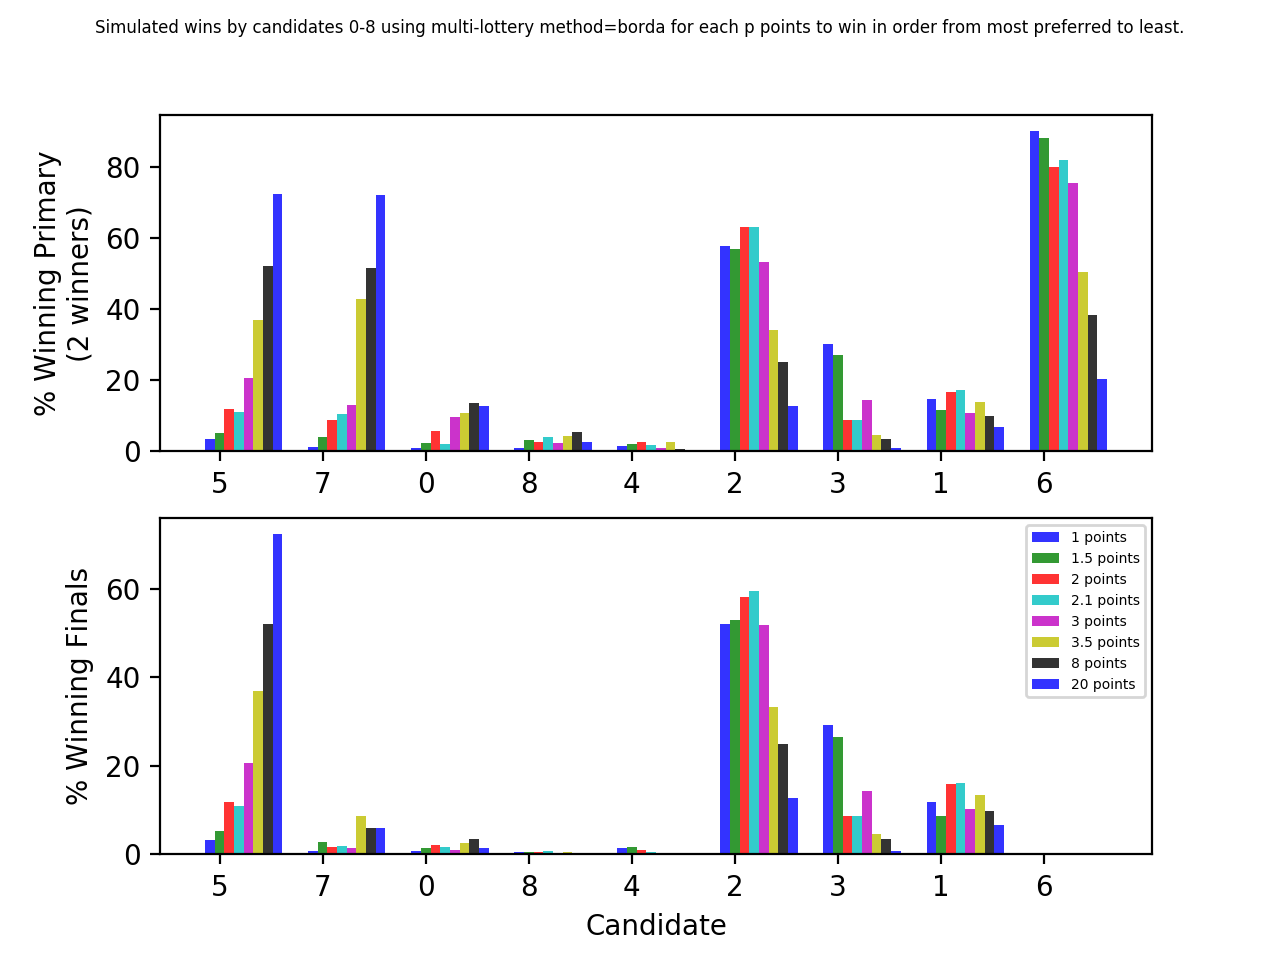 Simulated wins by candidates 0-8 using multi-lottery method=borda for each p points to win in order from most preferred to least.
% Winning Primary
(2 winners)
80
60
40
20
0
5 7 0 8 4 2 3 1 6
% Winning Finals
60
40
20
0
1 points
1.5 points
2 points
2.1 points
3 points
3.5 points
8 points
20 points
5 7 0 8 4 2 3 1 6
Candidate